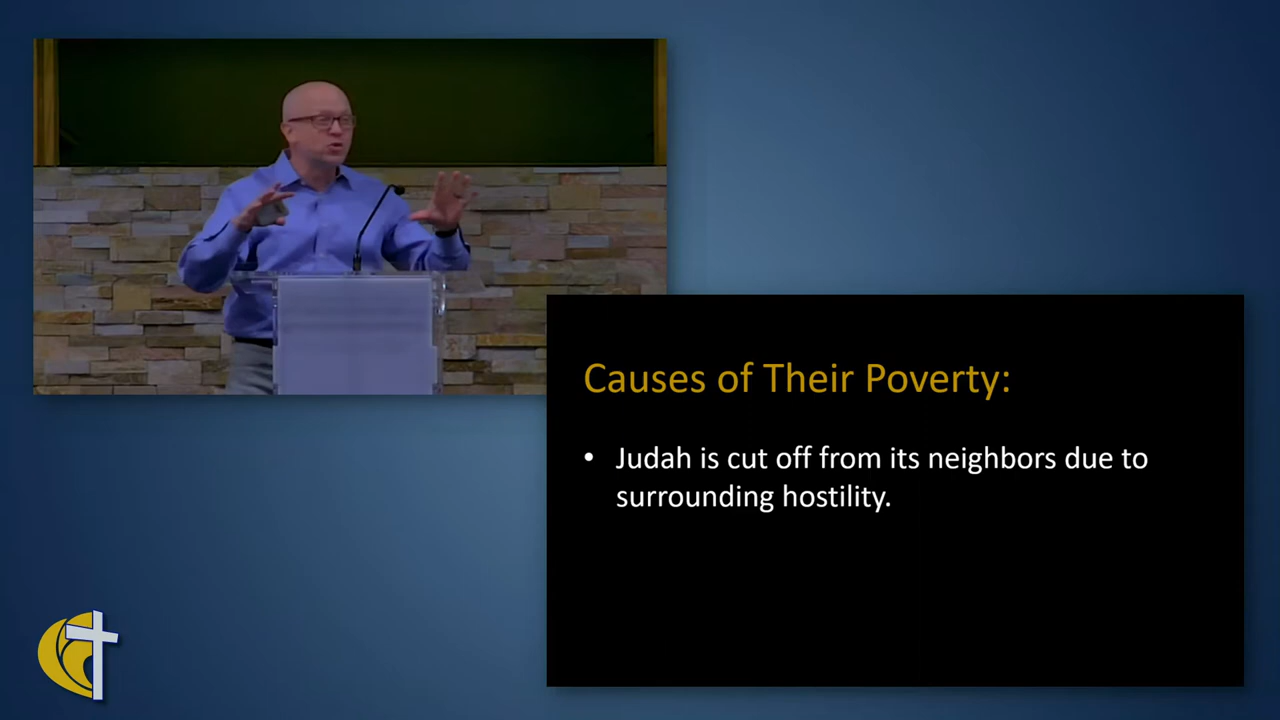 Causes of Their Poverty:
• Judah is cut off from its neighbors due to
surrounding hostility.